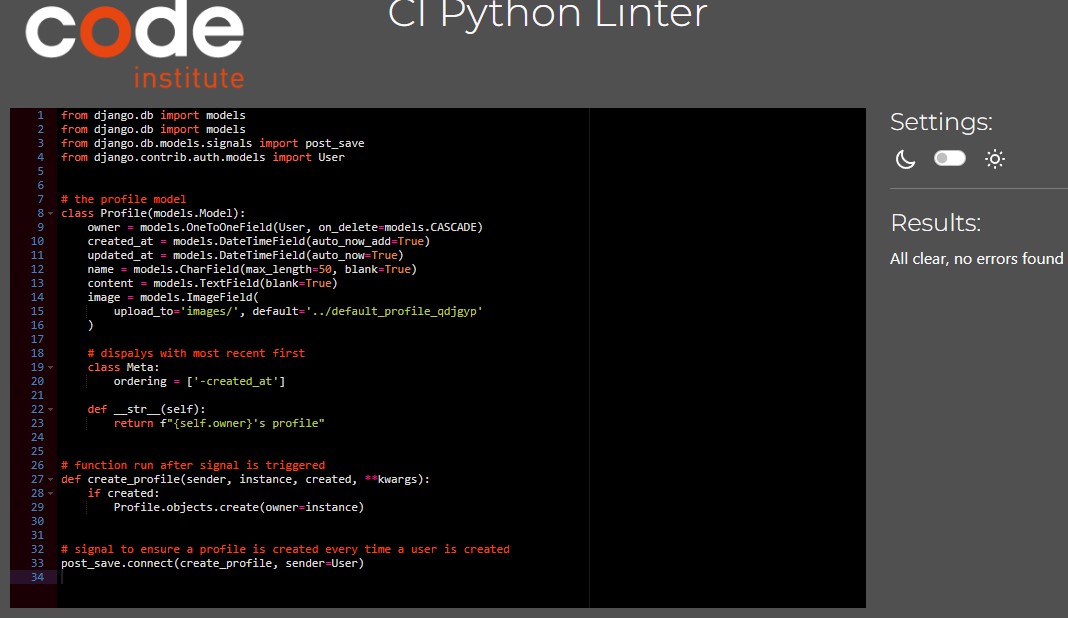 code
institute
CI Python Linter
1 from django.db import models
2 from django.db import models
3 from django.db.models.signals import post_save
4 from django.contrib.auth.models import User
5
6
7 # the profile model
8 class Profile(models.Model):
9     owner = models.OneToOneField(User, on_delete=models.CASCADE)
10     created_at = models.DateTimeField(auto_now_add=True)
11     updated_at = models.DateTimeField(auto_now=True)
12     name = models.CharField(max_length=50, blank=True)
13     content = models.TextField(blank=True)
14     image = models.ImageField(
15         upload_to='images/', default='../default_profile_qdjgyp'
16     )
17
18     # dispalys with most recent first
19     class Meta:
20         ordering = ['-created_at']
21
22     def __str__(self):
23         return f"{self.owner}'s profile"
24
25
26 # function run after signal is triggered
27 def create_profile(sender, instance, created, **kwargs):
28     if created:
29         Profile.objects.create(owner=instance)
30
31
32 # signal to ensure a profile is created every time a user is created
33 post_save.connect(create_profile, sender=User)
34
Settings:
Results:
All clear, no errors found